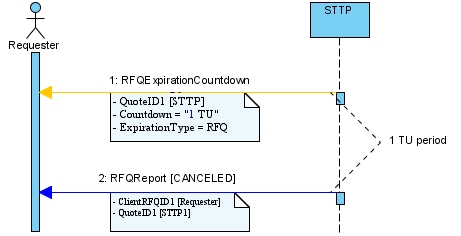 STTP
Requester
1: RFQExpirationCountdown
- QuoteID1 [STTP]
- Countdown = "1 TU"
- ExpirationType = RFQ
1 TU period
2: RFQReport [CANCELED]
- ClientRFQID1 [Requester]
- QuoteID1 [STTP1]